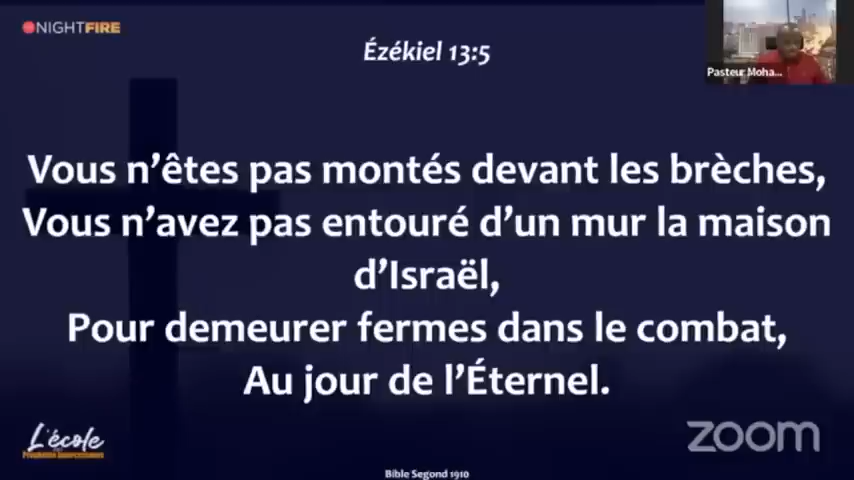 NIGHTFIRE
Ézékiel 13:5
Pasteur Moha...
Vous n'êtes pas montés devant les brèches,
Vous n'avez pas entouré d'un mur la maison
d'Israël,
Pour demeurer fermes dans le combat,
Au jour de l'Éternel.
L'école
zoom
Bible Segond 1910